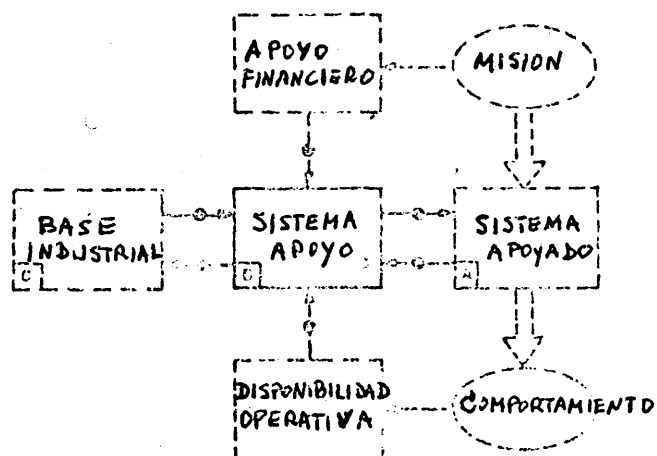 APOYO
FINANCIERO
MISION
BASE
INDUSTRIAL
C
SISTEMA
APOYO
B
SISTEMA
APOYADO
A
DISPONIBILIDAD
OPERATIVA
COMPORTAMIENTO